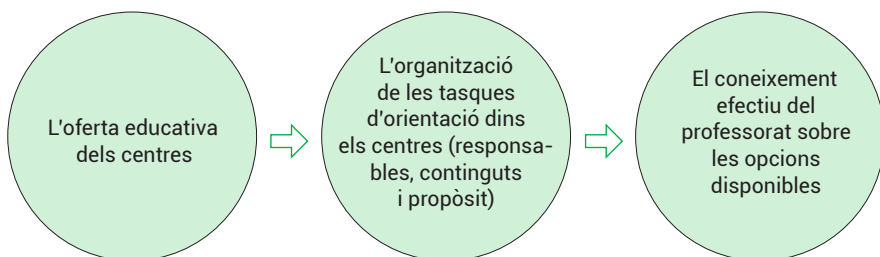 L'oferta educativa
dels centres
L'organització
de les tasques
d'orientació dins
els centres (responsa-
bles, continguts
i propòsit)
El coneixement
efectiu del
professorat sobre
les opcions
disponibles